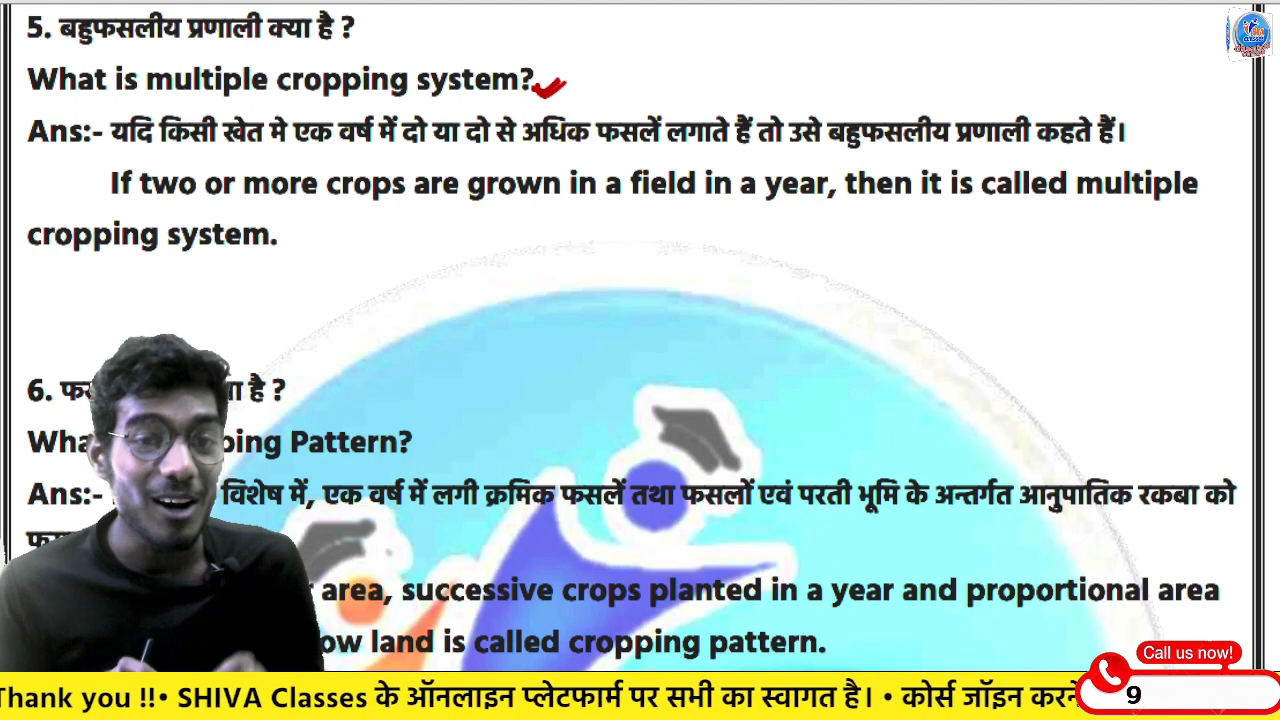 5. बहुफसलीय प्रणाली क्या है ?
What is multiple cropping system?
Ans:- यदि किसी खेत मे एक वर्ष में दो या दो से अधिक फसलें लगाते हैं तो उसे बहुफसलीय प्रणाली कहते हैं।
If two or more crops are grown in a field in a year, then it is called multiple
cropping system.
6. है ?
Pattern?
Ans:- विशेष में, एक वर्ष में लगी क्रमिक फसलें तथा फसलों एवं परती भूमि के अन्तर्गत आनुपातिक रकबा को
area, successive crops planted in a year and proportional area
land is called cropping pattern.
Call us now!
Thank you !!• SHIVA Classes के ऑनलाइन प्लेटफार्म पर सभी का स्वागत है। • कोर्स जॉइन करने
9